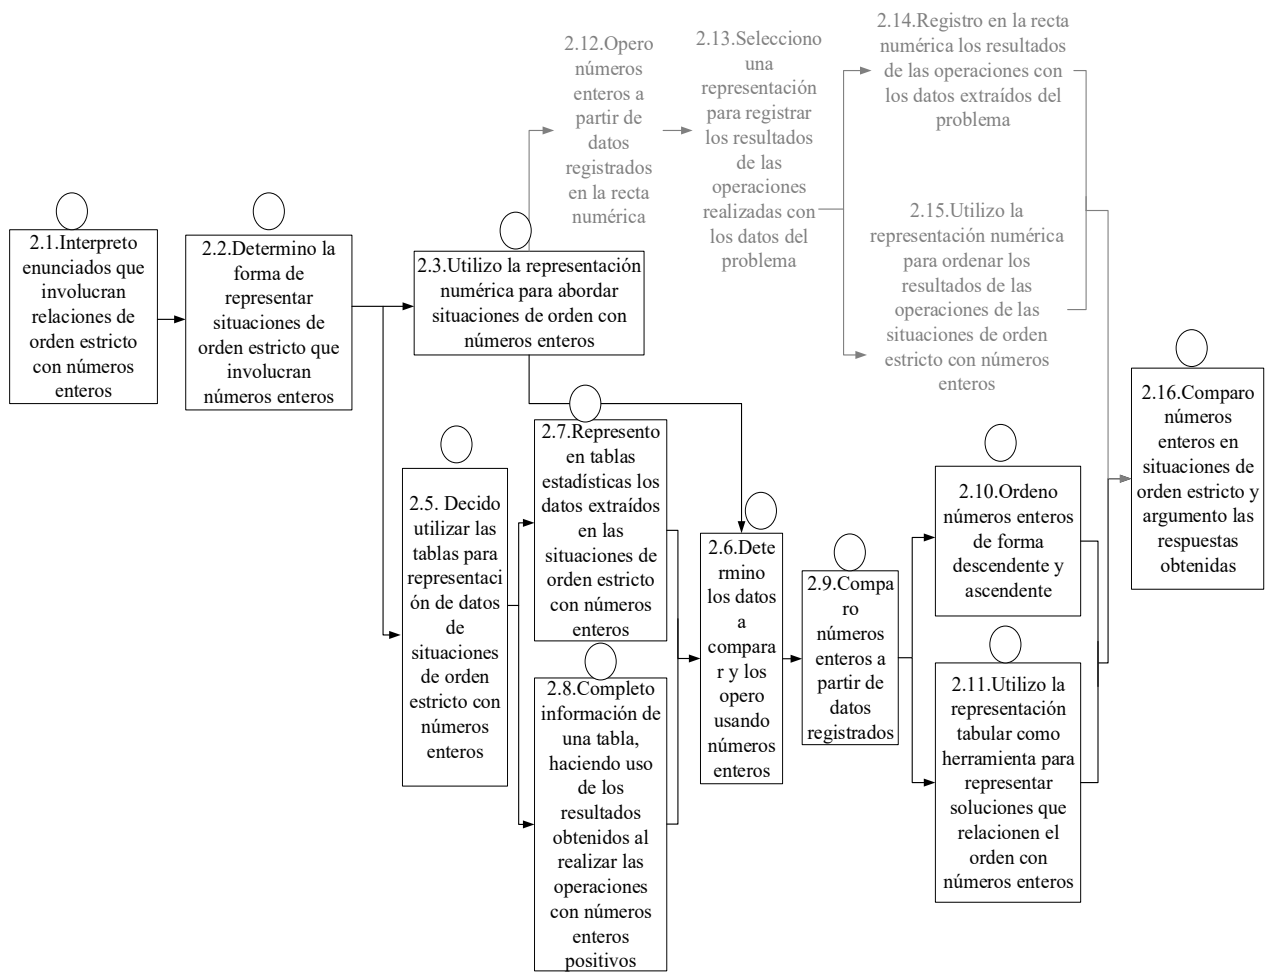 2.1.Interpreto
enunciados que
involucran
relaciones de
orden estricto
con números
enteros
2.2.Determino la
forma de
representar
situaciones de
orden estricto que
involucran
números enteros
2.3.Utilizo la representación
numérica para abordar
situaciones de orden con
números enteros
2.12.Opero
números
enteros a
partir de
datos
registrados
en la recta
numérica
2.13.Selecciono
una
representación
para registrar
los resultados
de las
operaciones
realizadas con
los datos del
problema
2.14.Registro en la recta
numérica los resultados
de las operaciones con
los datos extraídos del
problema
2.15.Utilizo la
representación numérica
para ordenar los
resultados de las
operaciones de las
situaciones de orden
estricto con números
enteros
2.5. Decido
utilizar las
tablas para
representaci
ón de datos
de
situaciones
de orden
estricto con
números
enteros
2.7.Represento
en tablas
estadísticas los
datos extraídos
en las
situaciones de
orden estricto
con números
enteros
2.8.Completo
información de
una tabla,
haciendo uso
de los
resultados
obtenidos al
realizar las
operaciones
con números
enteros
positivos
2.6.Dete
rmino
los datos
a
compara
r y los
opero
usando
números
enteros
2.9.Compa
ro
números
enteros a
partir de
datos
registrados
2.10.Ordeno
números enteros
de forma
descendente y
ascendente
2.11.Utilizo la
representación
tabular como
herramienta para
representar
soluciones que
relacionen el
orden con
números enteros
2.16.Comparo
números
enteros en
situaciones de
orden estricto y
argumento las
respuestas
obtenidas